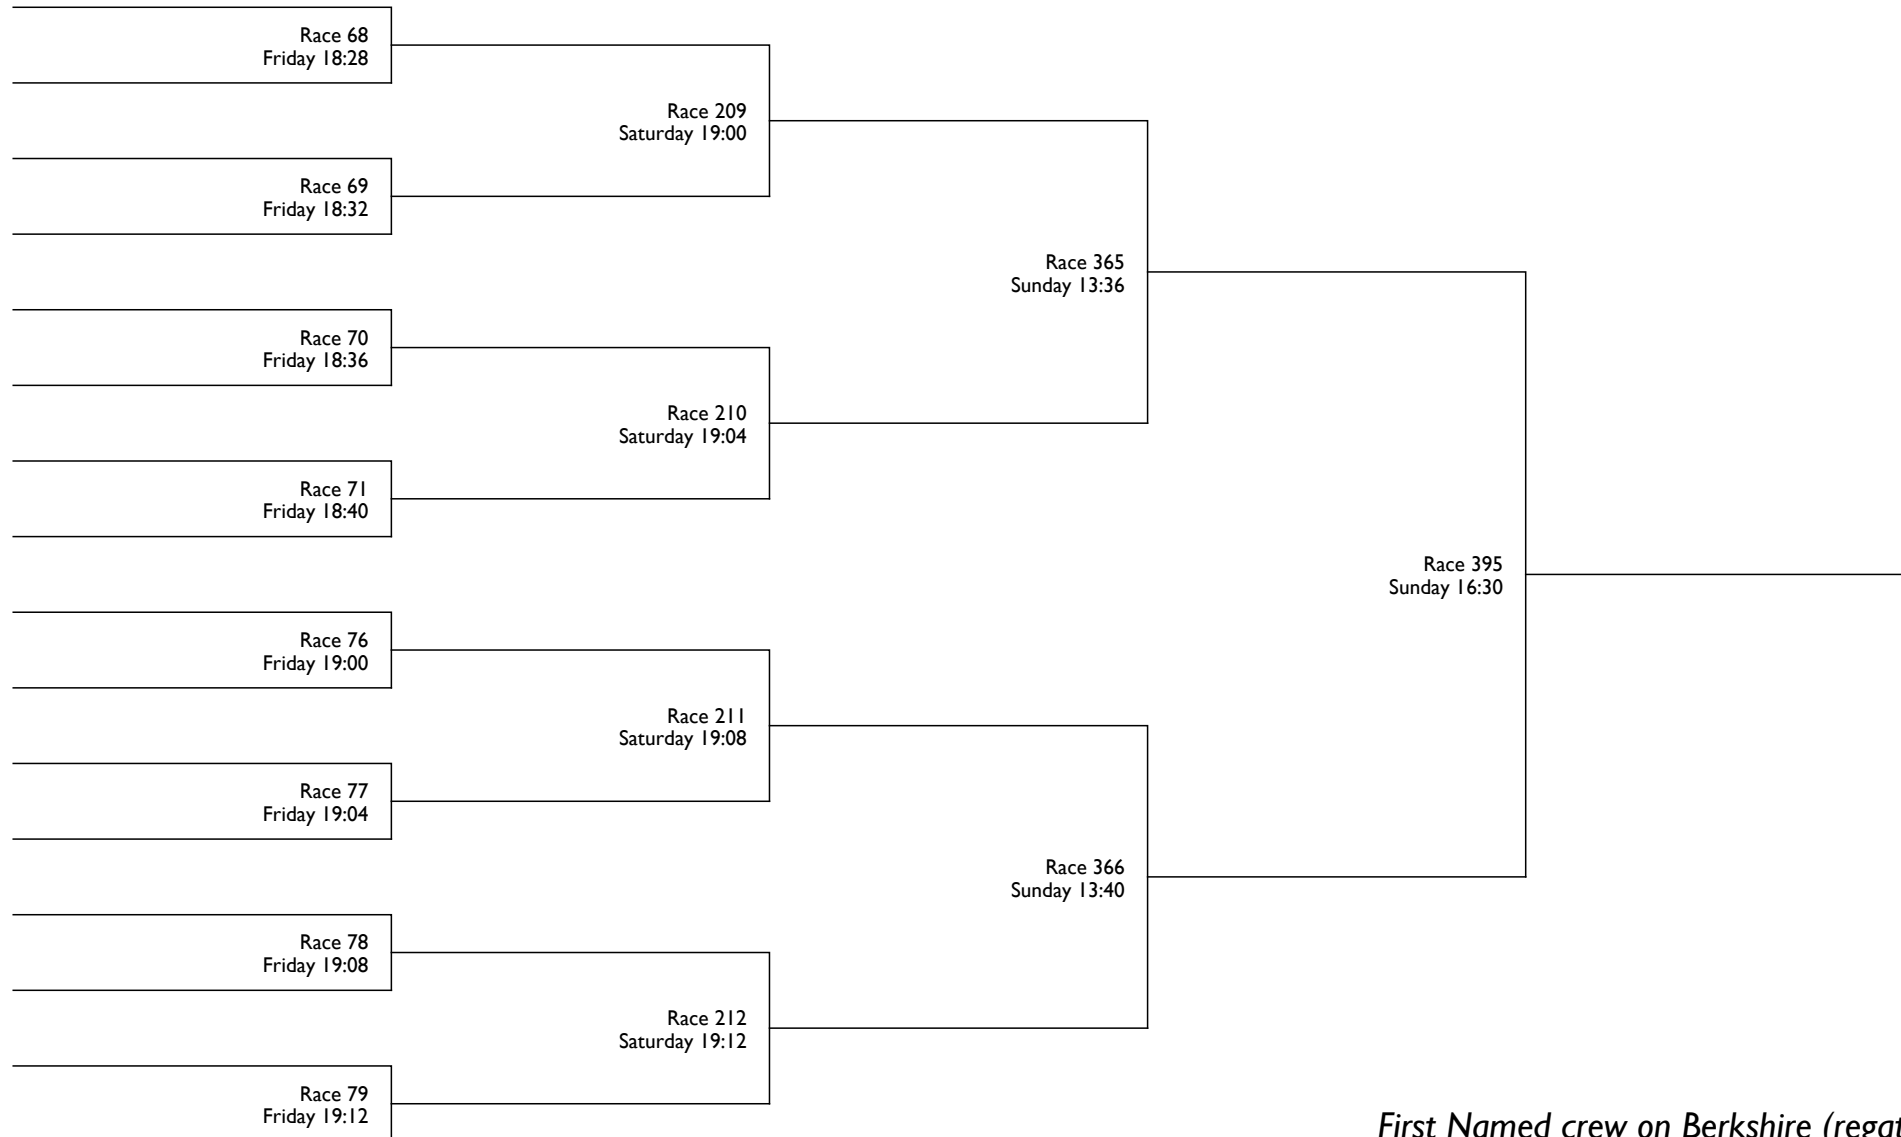 Race 68
Friday 18:28
Race 209
Saturday 19:00
Race 69
Friday 18:32
Race 365
Sunday 13:36
Race 70
Friday 18:36
Race 210
Saturday 19:04
Race 71
Friday 18:40
Race 395
Sunday 16:30
Race 76
Friday 19:00
Race 211
Saturday 19:08
Race 77
Friday 19:04
Race 366
Sunday 13:40
Race 78
Friday 19:08
Race 212
Saturday 19:12
Race 79
Friday 19:12
First Named crew on Berkshire